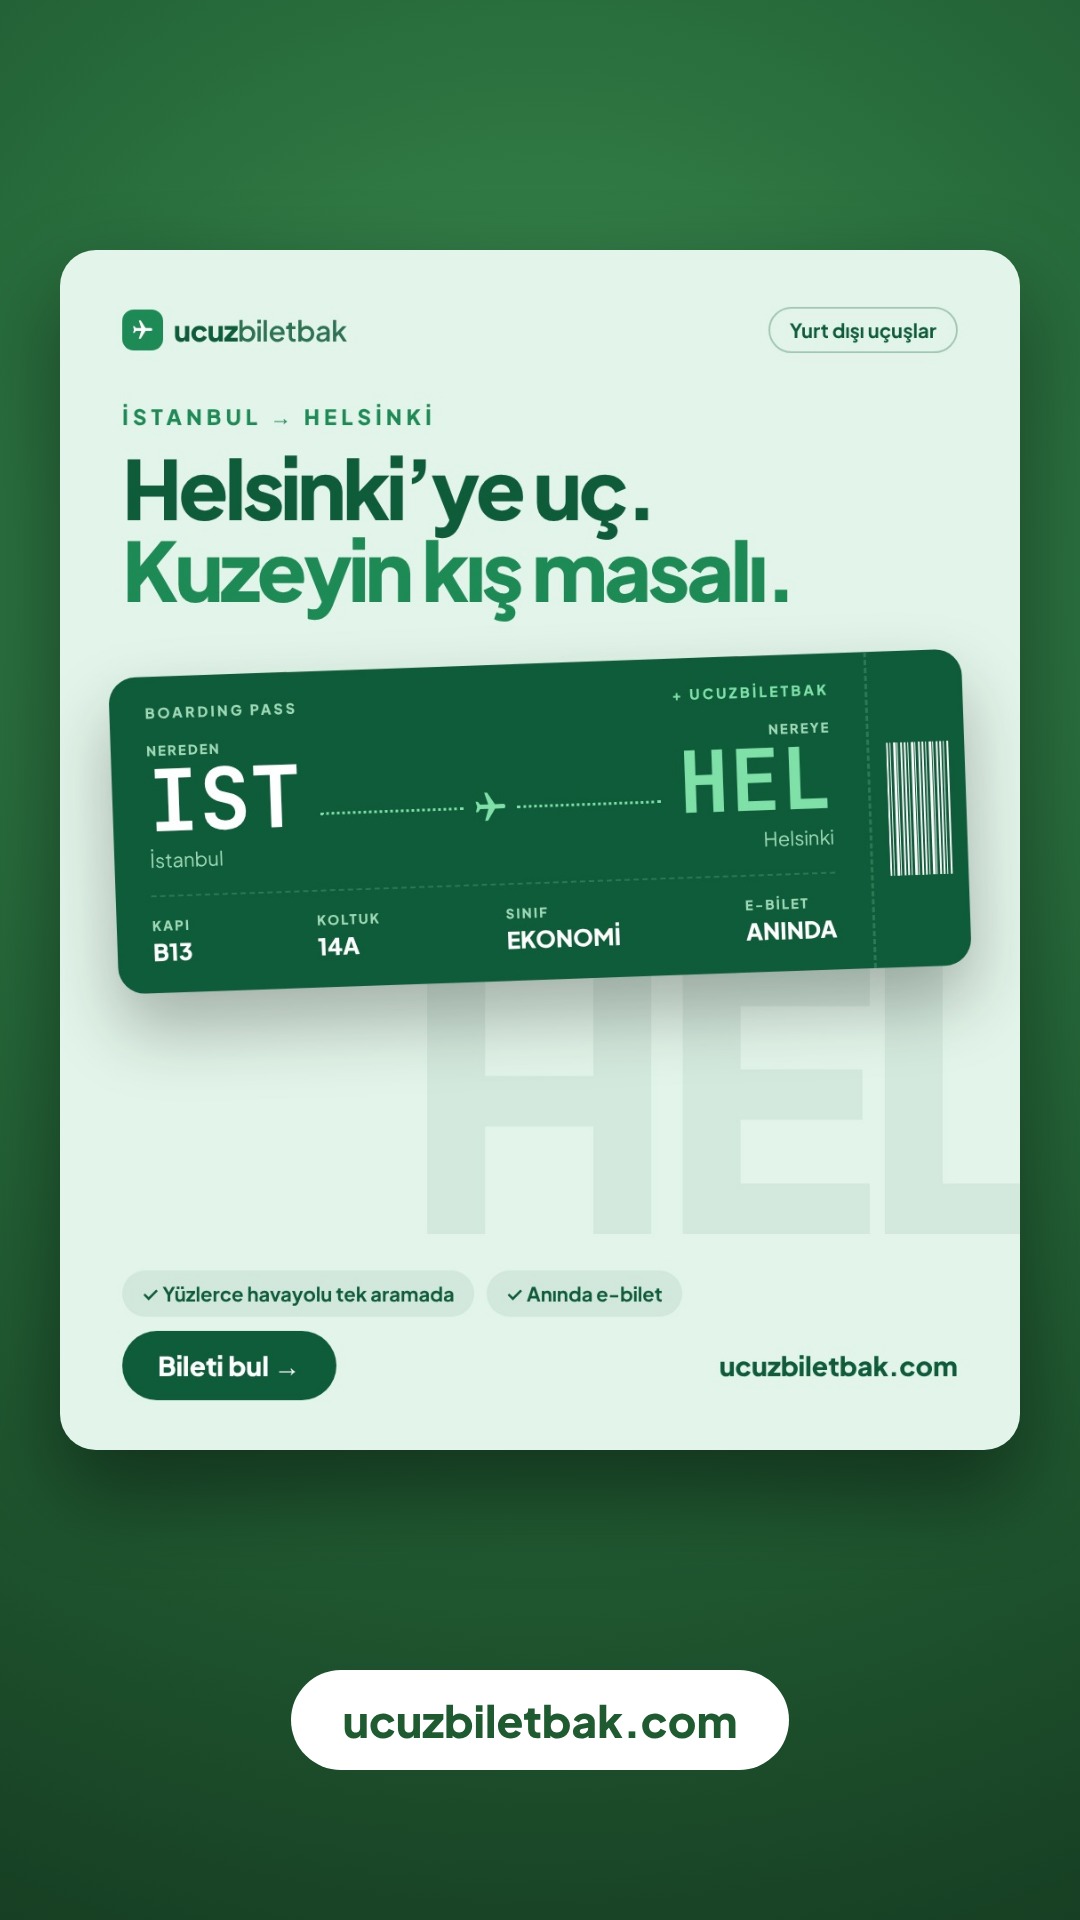 ucuzbiletbak
Yurt dışı uçuşlar
İSTANBUL → HELSİNKİ
Helsinki’ye uç.
Kuzeyin kış masalı.
BOARDING PASS
+ UCUZBİLETBAK
NEREDEN
NEREYE
IST
HEL
İstanbul
Helsinki
KAPI
KOLTUK
SINIF
E-BİLET
B13
14A
EKONOMİ
ANINDA
HEL
✓ Yüzlerce havayolu tek aramada
✓ Anında e-bilet
Bileti bul →
ucuzbiletbak.com
ucuzbiletbak.com